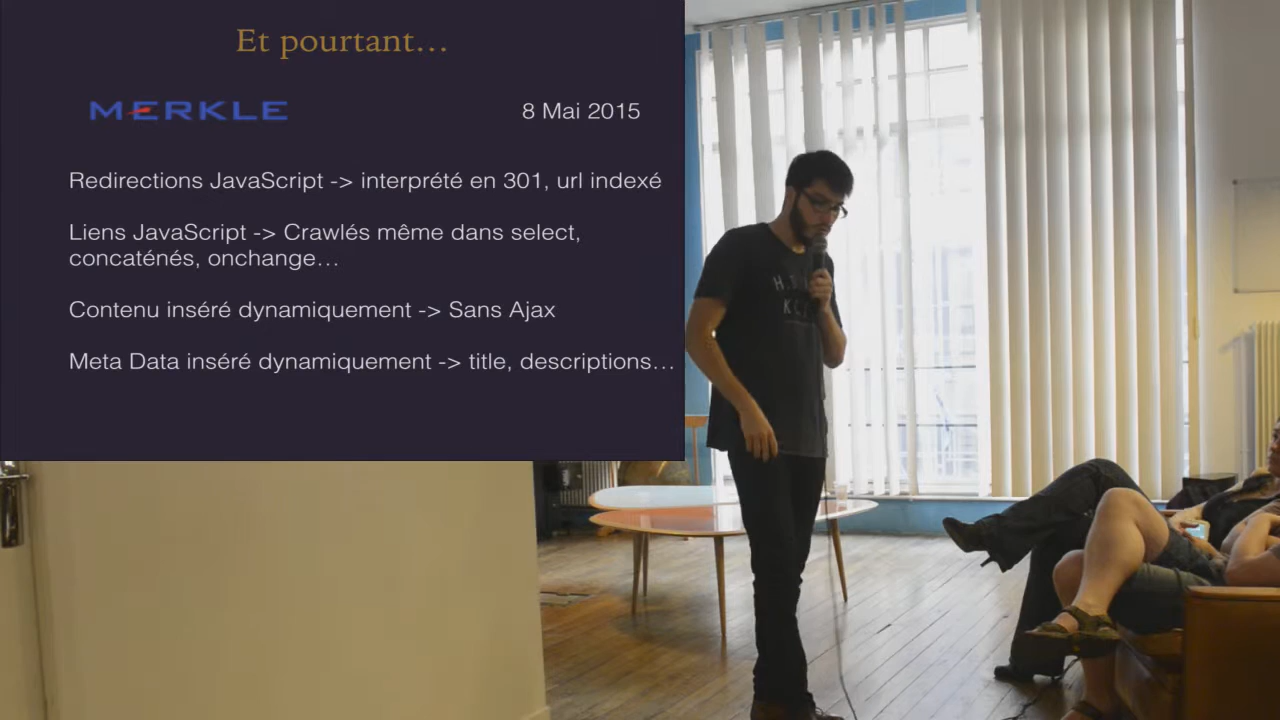 Et pourtant…
MERKLE
8 Mai 2015
Redirections JavaScript -> interprété en 301, url indexé
Liens JavaScript -> Crawlés même dans select,
concaténés, onchange…
Contenu inséré dynamiquement -> Sans Ajax
Meta Data inséré dynamiquement -> title, descriptions…